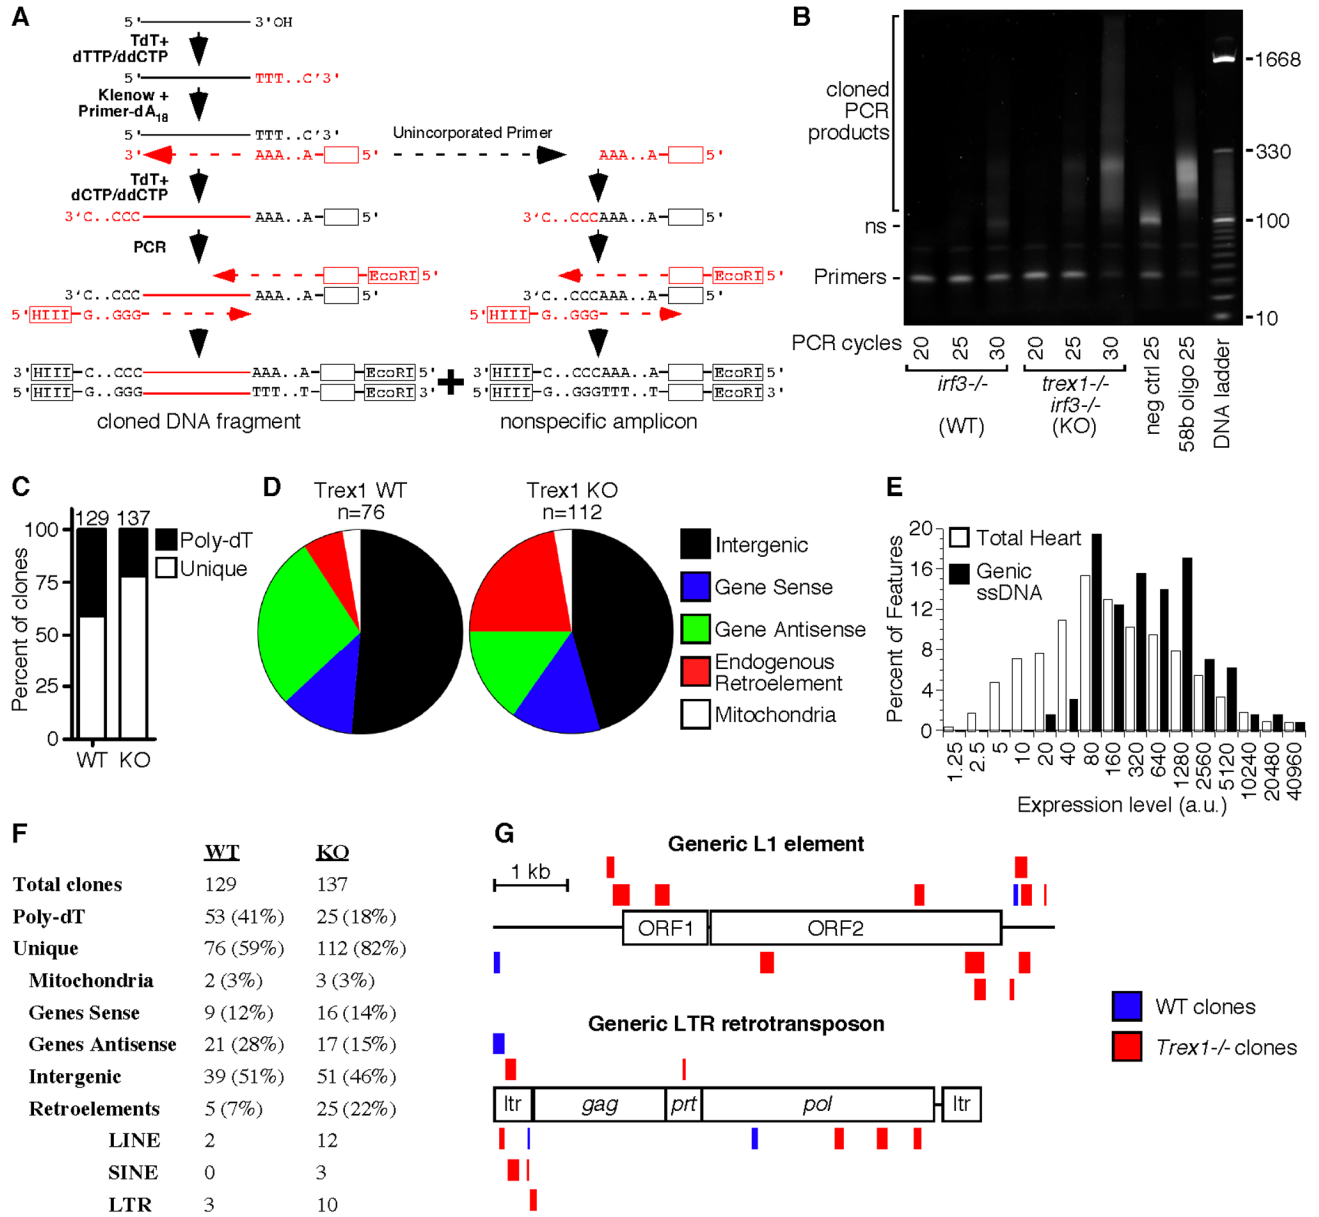 A
5' 3'OH
TdT+
dTTP/ddCTP
5' TTT..C'3'
Klenow +
Primer-dA18
5' TTT..C'3'
3' AAA..A 5'
Unincorporated Primer
AAA..A 5'
TdT+
dCTP/ddCTP
3'C..CCC AAA..A 5'
3'C..CCCAAA..A 5'
PCR
EcoRI 5'
3'C..CCC AAA..A 5'
5' HIII G..GGG
EcoRI 5'
3'C..CCCAAA..A 5'
5' HIII G..GGG
3' HIII C..CCC AAA..A EcoRI 5'
5' HIII G..GGG TTT..T EcoRI 3'
+
3' HIII C..CCCAAA..A EcoRI 5'
5' HIII G..GGGTTT..T EcoRI 3'
cloned DNA fragment
nonspecific amplicon
B
cloned
PCR
products
ns
Primers
1668
330
100
10
PCR cycles
20 25 30 20 25 30
neg ctrl 25
58b oligo 25
DNA ladder
irf3-/-
(WT)
trex1-/-
irf3-/-
(KO)
C
129 137
Percent of clones
100
75
50
25
0
WT KO
Poly-dT
Unique
D
Trex1 WT
n=76
Trex1 KO
n=112
Intergenic
Gene Sense
Gene Antisense
Endogenous
Retroelement
Mitochondria
E
Percent of Features
20
16
12
8
4
0
Total Heart
Genic
ssDNA
1.25 2.5 5 10 20 40 80 160 320 640 1280 2560 5120 10240 20480 40960
Expression level (a.u.)
F
WT KO
Total clones 129 137
Poly-dT 53 (41%) 25 (18%)
Unique 76 (59%) 112 (82%)
Mitochondria 2 (3%) 3 (3%)
Genes Sense 9 (12%) 16 (14%)
Genes Antisense 21 (28%) 17 (15%)
Intergenic 39 (51%) 51 (46%)
Retroelements 5 (7%) 25 (22%)
LINE 2 12
SINE 0 3
LTR 3 10
G
Generic L1 element
1 kb
ORF1 ORF2
Generic LTR retrotransposon
ltr gag prt pol ltr
WT clones
Trex1-/- clones